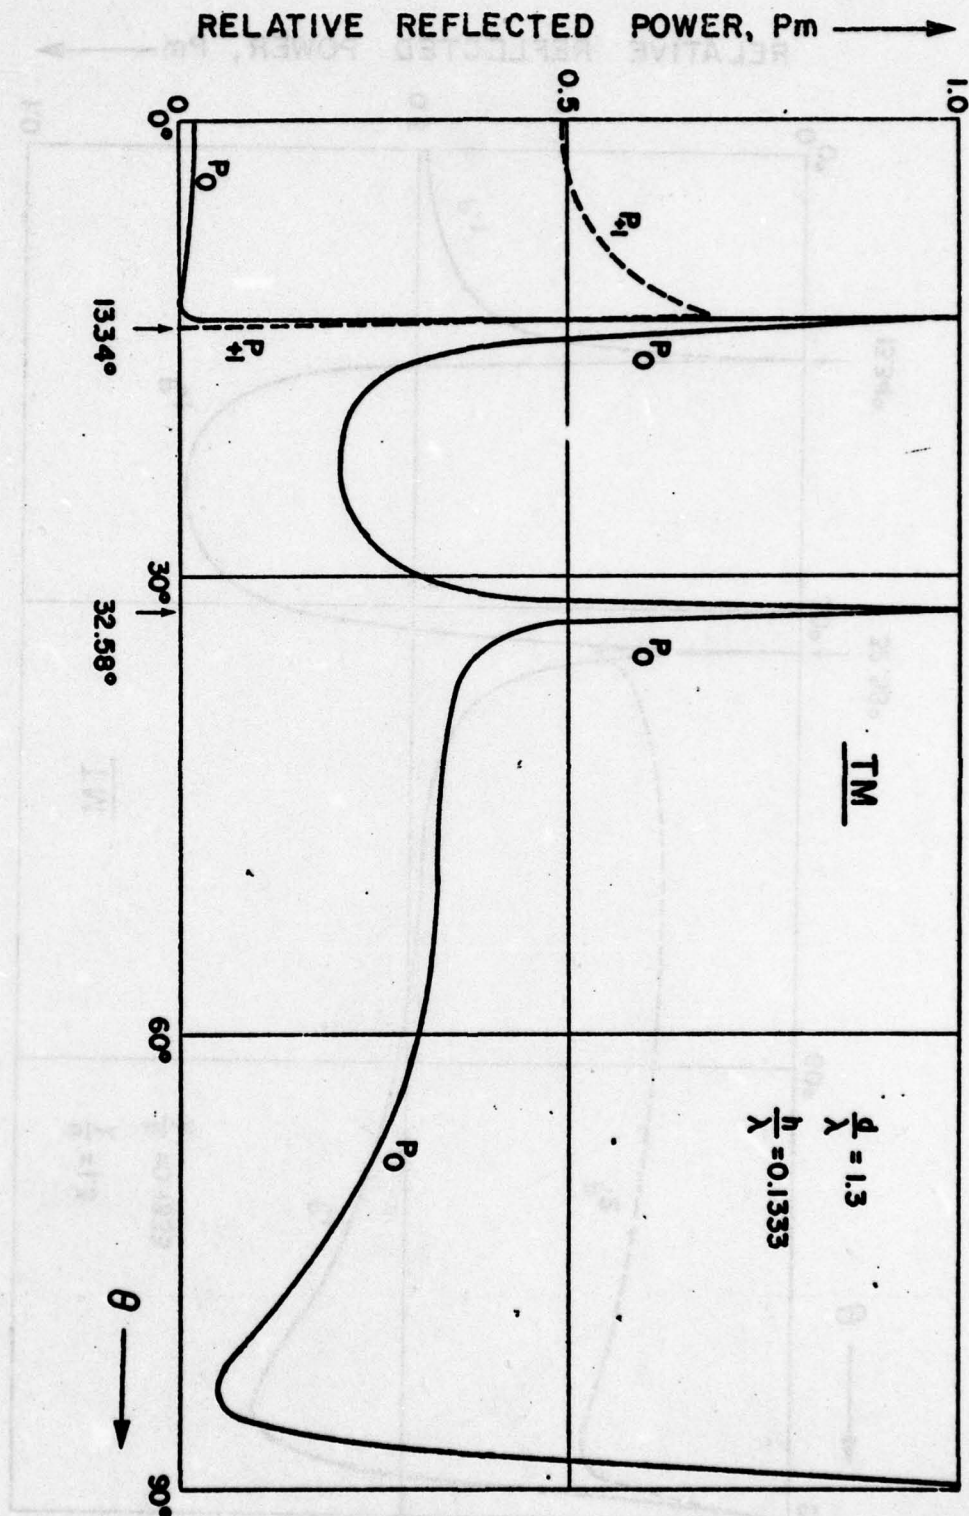 RELATIVE REFLECTED POWER, Pm
0
0.5
1.0
0°
30°
60°
90°
13.34°
32.58°
P0
P+1
P+1
P0
P0
P0
TM
d/λ = 1.3
h/λ = 0.1333
θ